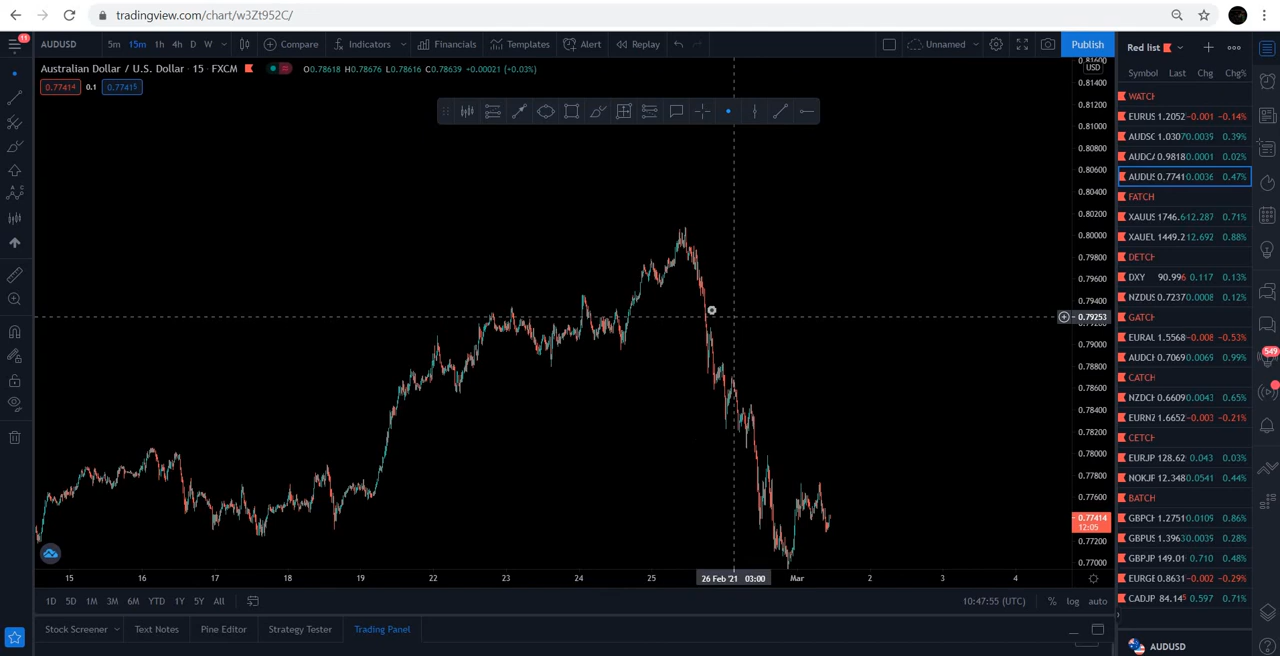 tradingview.com/chart/w3Zt952C/
11
AUDUSD 5m 15m 1h 4h D W Compare Indicators Financials Templates Alert Replay Unnamed Publish Red list
Australian Dollar / U.S. Dollar · 15 · FXCM O0.78618 H0.78676 L0.78616 C0.78639 -0.00021 (+0.03%)
0.77414 0.1 0.77415
USD
0.81400
0.81200
0.81000
0.80800
0.80600
0.80400
0.80200
0.80000
0.79800
0.79600
0.79400
0.79253
0.79000
0.78800
0.78600
0.78400
0.78200
0.78000
0.77800
0.77600
0.77414
12:05
0.77200
0.77000
15 16 17 18 19 22 23 24 25 26 Feb '21 03:00 Mar 2 3 4
1D 5D 1M 3M 6M YTD 1Y 5Y All 10:47:55 (UTC) % log auto
Stock Screener Text Notes Pine Editor Strategy Tester Trading Panel
Symbol Last Chg Chg%
WATCH
EURUS 1.2052 -0.001 -0.14%
AUDSG 1.0307 0.0039 0.39%
AUDCA 0.9818 0.0001 0.02%
AUDUS 0.7741 0.0036 0.47%
FATCH
XAUUS 1746.6 12.287 0.71%
XAUEU 1449.2 12.692 0.88%
DETCH
DXY 90.996 0.117 0.13%
NZDUS 0.7237 0.0008 0.12%
GATCH
EURAU 1.5568 -0.008 -0.53%
AUDCH 0.7069 0.0069 0.99%
CATCH
NZDCH 0.6609 0.0043 0.65%
EURNZ 1.6652 -0.003 -0.21%
CETCH
EURJP 128.62 0.043 0.03%
NOKJP 12.348 0.0541 0.44%
BATCH
GBPCH 1.2751 0.0109 0.86%
GBPUS 1.3963 0.0039 0.28%
GBPJP 149.01 0.710 0.48%
EURGB 0.8631 -0.002 -0.29%
CADJP 84.145 0.597 0.71%
AUDUSD
549